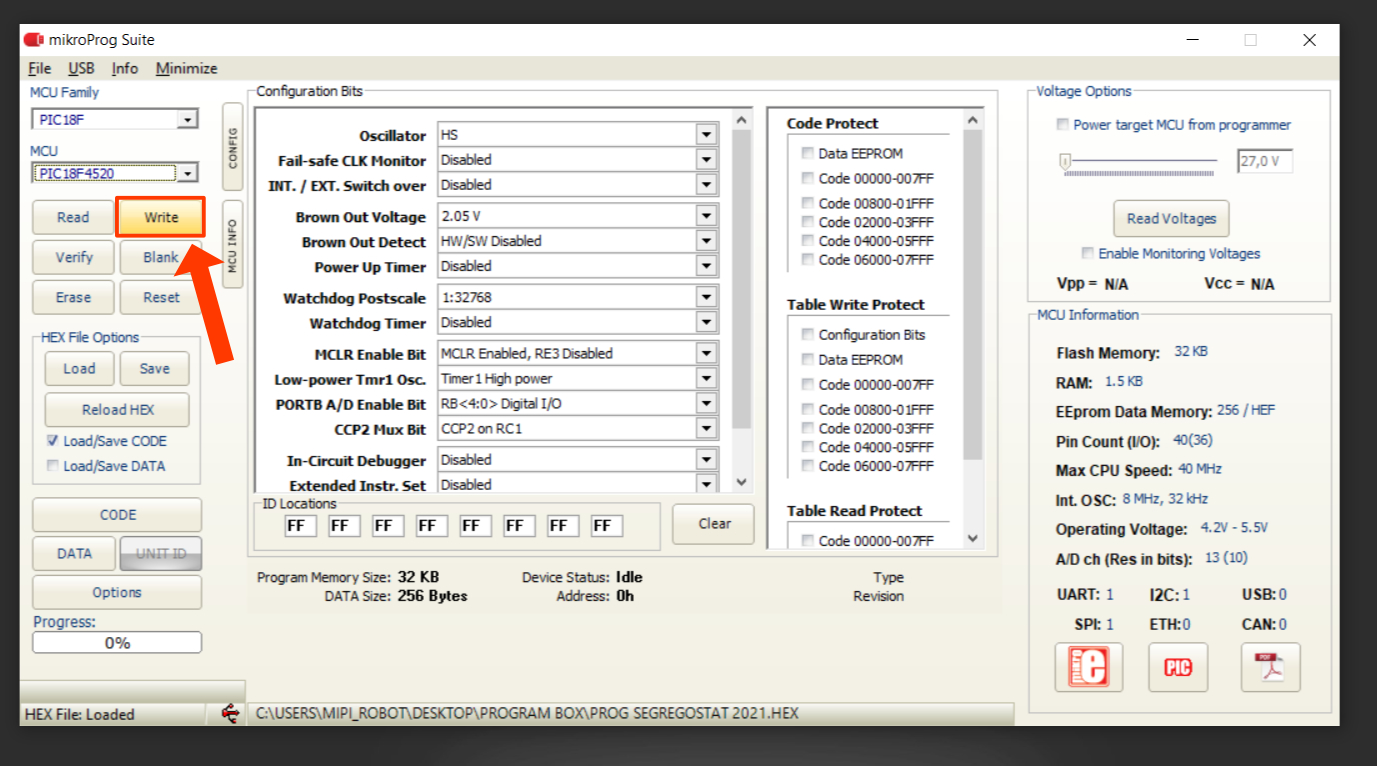 mikroProg Suite
File USB Info Minimize
MCU Family
PIC18F
MCU
PIC18F4520
Read Write
Verify Blank
Erase Reset
HEX File Options
Load Save
Reload HEX
Load/Save CODE
Load/Save DATA
CODE
DATA UNIT ID
Options
Progress:
0%
HEX File: Loaded
CONFIG
MCU INFO
Configuration Bits
Oscillator HS
Fail-safe CLK Monitor Disabled
INT. / EXT. Switch over Disabled
Brown Out Voltage 2.05 V
Brown Out Detect HW/SW Disabled
Power Up Timer Disabled
Watchdog Postscale 1:32768
Watchdog Timer Disabled
MCLR Enable Bit MCLR Enabled, RE3 Disabled
Low-power Tmr1 Osc. Timer1 High power
PORTB A/D Enable Bit RB<4:0> Digital I/O
CCP2 Mux Bit CCP2 on RC1
In-Circuit Debugger Disabled
Extended Instr. Set Disabled
ID Locations
FF FF FF FF FF FF FF FF
Clear
Code Protect
Data EEPROM
Code 00000-007FF
Code 00800-01FFF
Code 02000-03FFF
Code 04000-05FFF
Code 06000-07FFF
Table Write Protect
Configuration Bits
Data EEPROM
Code 00000-007FF
Code 00800-01FFF
Code 02000-03FFF
Code 04000-05FFF
Code 06000-07FFF
Table Read Protect
Code 00000-007FF
Program Memory Size: 32 KB Device Status: Idle Type
DATA Size: 256 Bytes Address: 0h Revision
C:\USERS\MIPI_ROBOT\DESKTOP\PROGRAM BOX\PROG SEGREGOSTAT 2021.HEX
Voltage Options
Power target MCU from programmer
27,0 V
Read Voltages
Enable Monitoring Voltages
Vpp = N/A Vcc = N/A
MCU Information
Flash Memory: 32 KB
RAM: 1.5 KB
EEprom Data Memory: 256 / HEF
Pin Count (I/O): 40(36)
Max CPU Speed: 40 MHz
Int. OSC: 8 MHz, 32 kHz
Operating Voltage: 4.2V - 5.5V
A/D ch (Res in bits): 13 (10)
UART: 1 I2C: 1 USB: 0
SPI: 1 ETH:0 CAN: 0
PIC
PDF